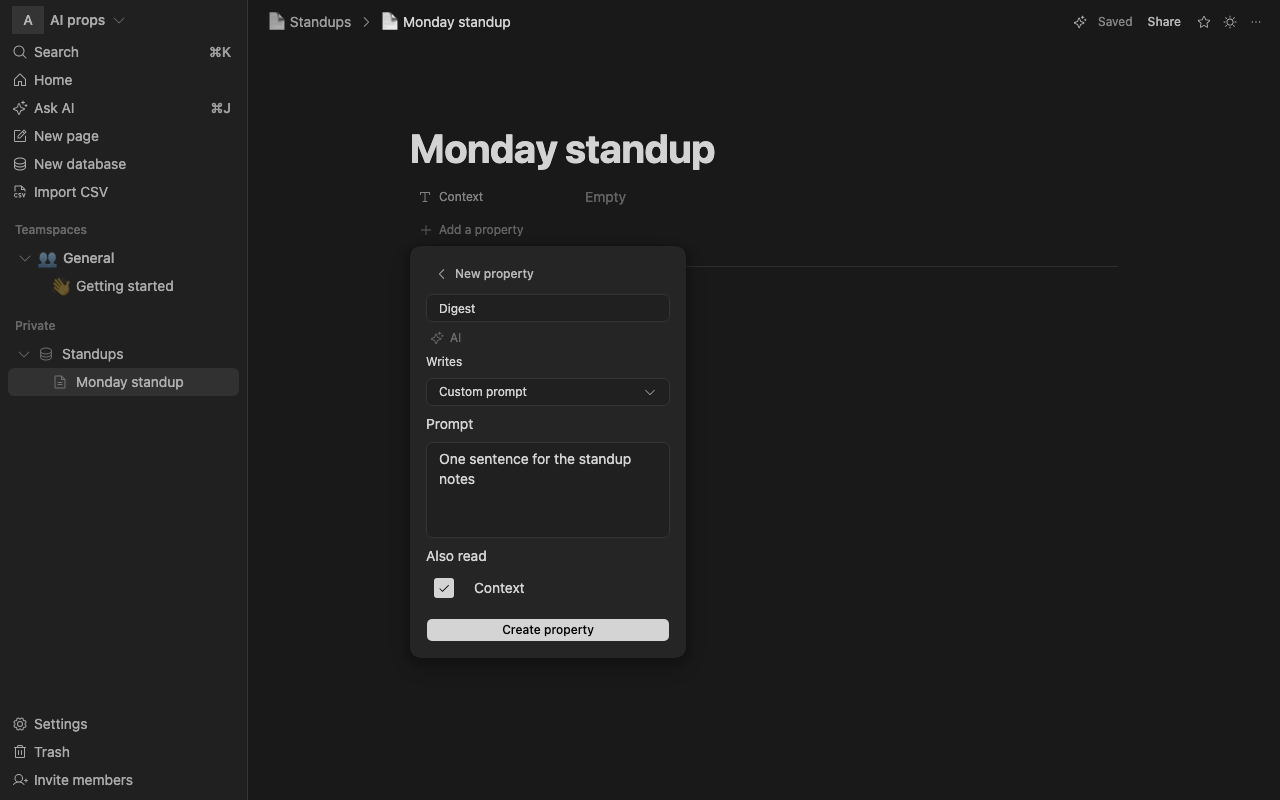 A AI props
Search ⌘K
Home
Ask AI ⌘J
New page
New database
CSV Import CSV
Teamspaces
General
Getting started
Private
Standups
Monday standup
Settings
Trash
Invite members
Standups > Monday standup
Saved Share
Monday standup
Context Empty
Add a property
New property
Digest
AI
Writes
Custom prompt
Prompt
One sentence for the standup
notes
Also read
Context
Create property